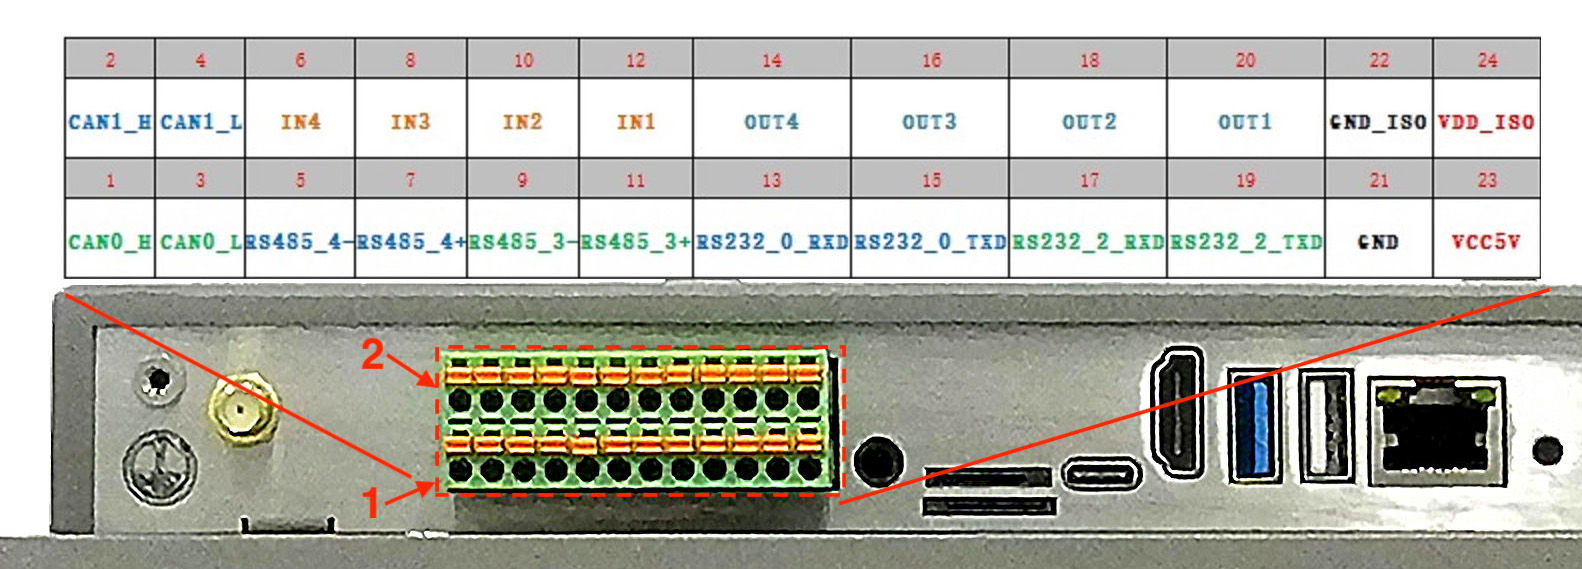 2 4 6 8 10 12 14 16 18 20 22 24
CAN1_H CAN1_L IN4 IN3 IN2 IN1 OUT4 OUT3 OUT2 OUT1 GND_ISO VDD_ISO
1 3 5 7 9 11 13 15 17 19 21 23
CAN0_H CAN0_L RS485_4- RS485_4+ RS485_3- RS485_3+ RS232_0_RXD RS232_0_TXD RS232_2_RXD RS232_2_TXD GND VCC5V
2
1